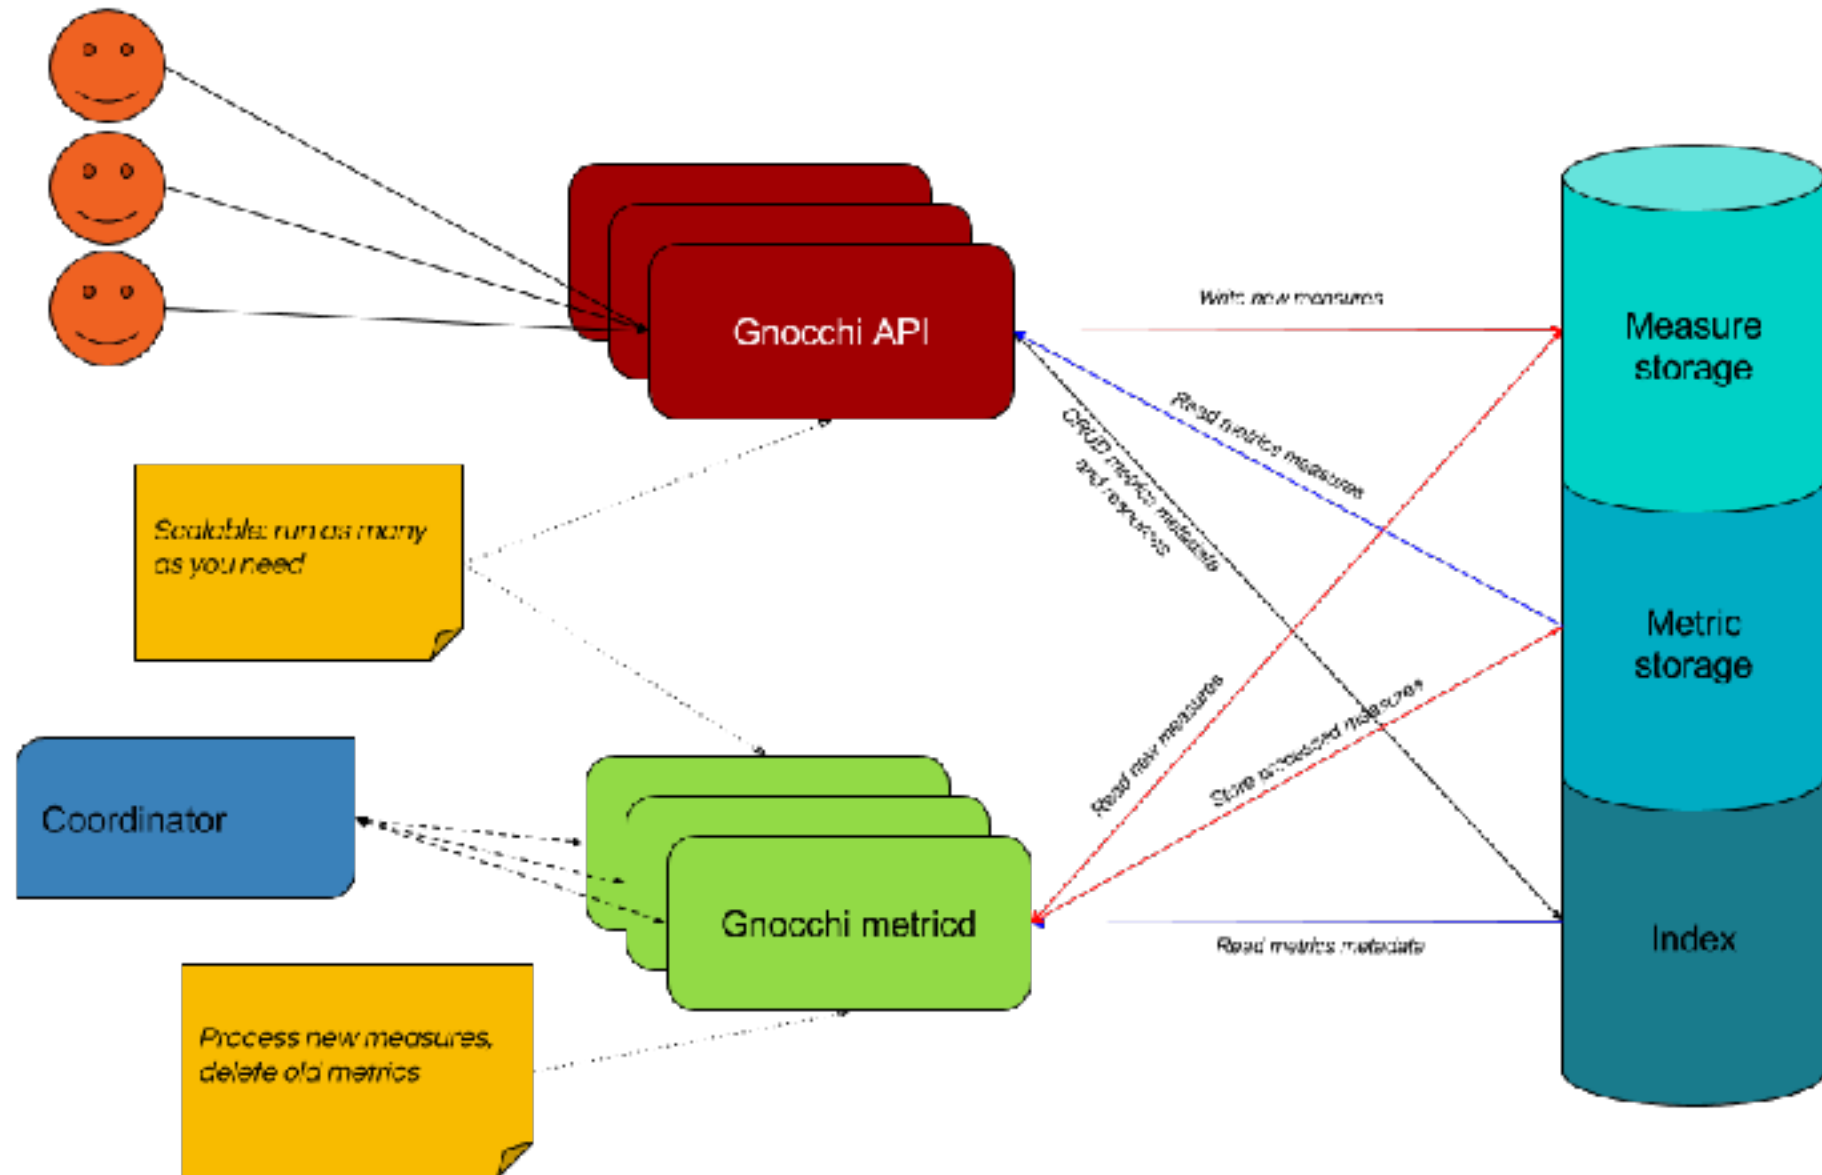 Gnocchi API
Write new measures
Measure
storage
Read metrics measures
CRUD metrics metadata
and resources
Scalable: run as many
as you need
Metric
storage
Read new measures
Store processed measures
Coordinator
Gnocchi metricd
Read metrics metadata
Index
Process new measures,
delete old metrics